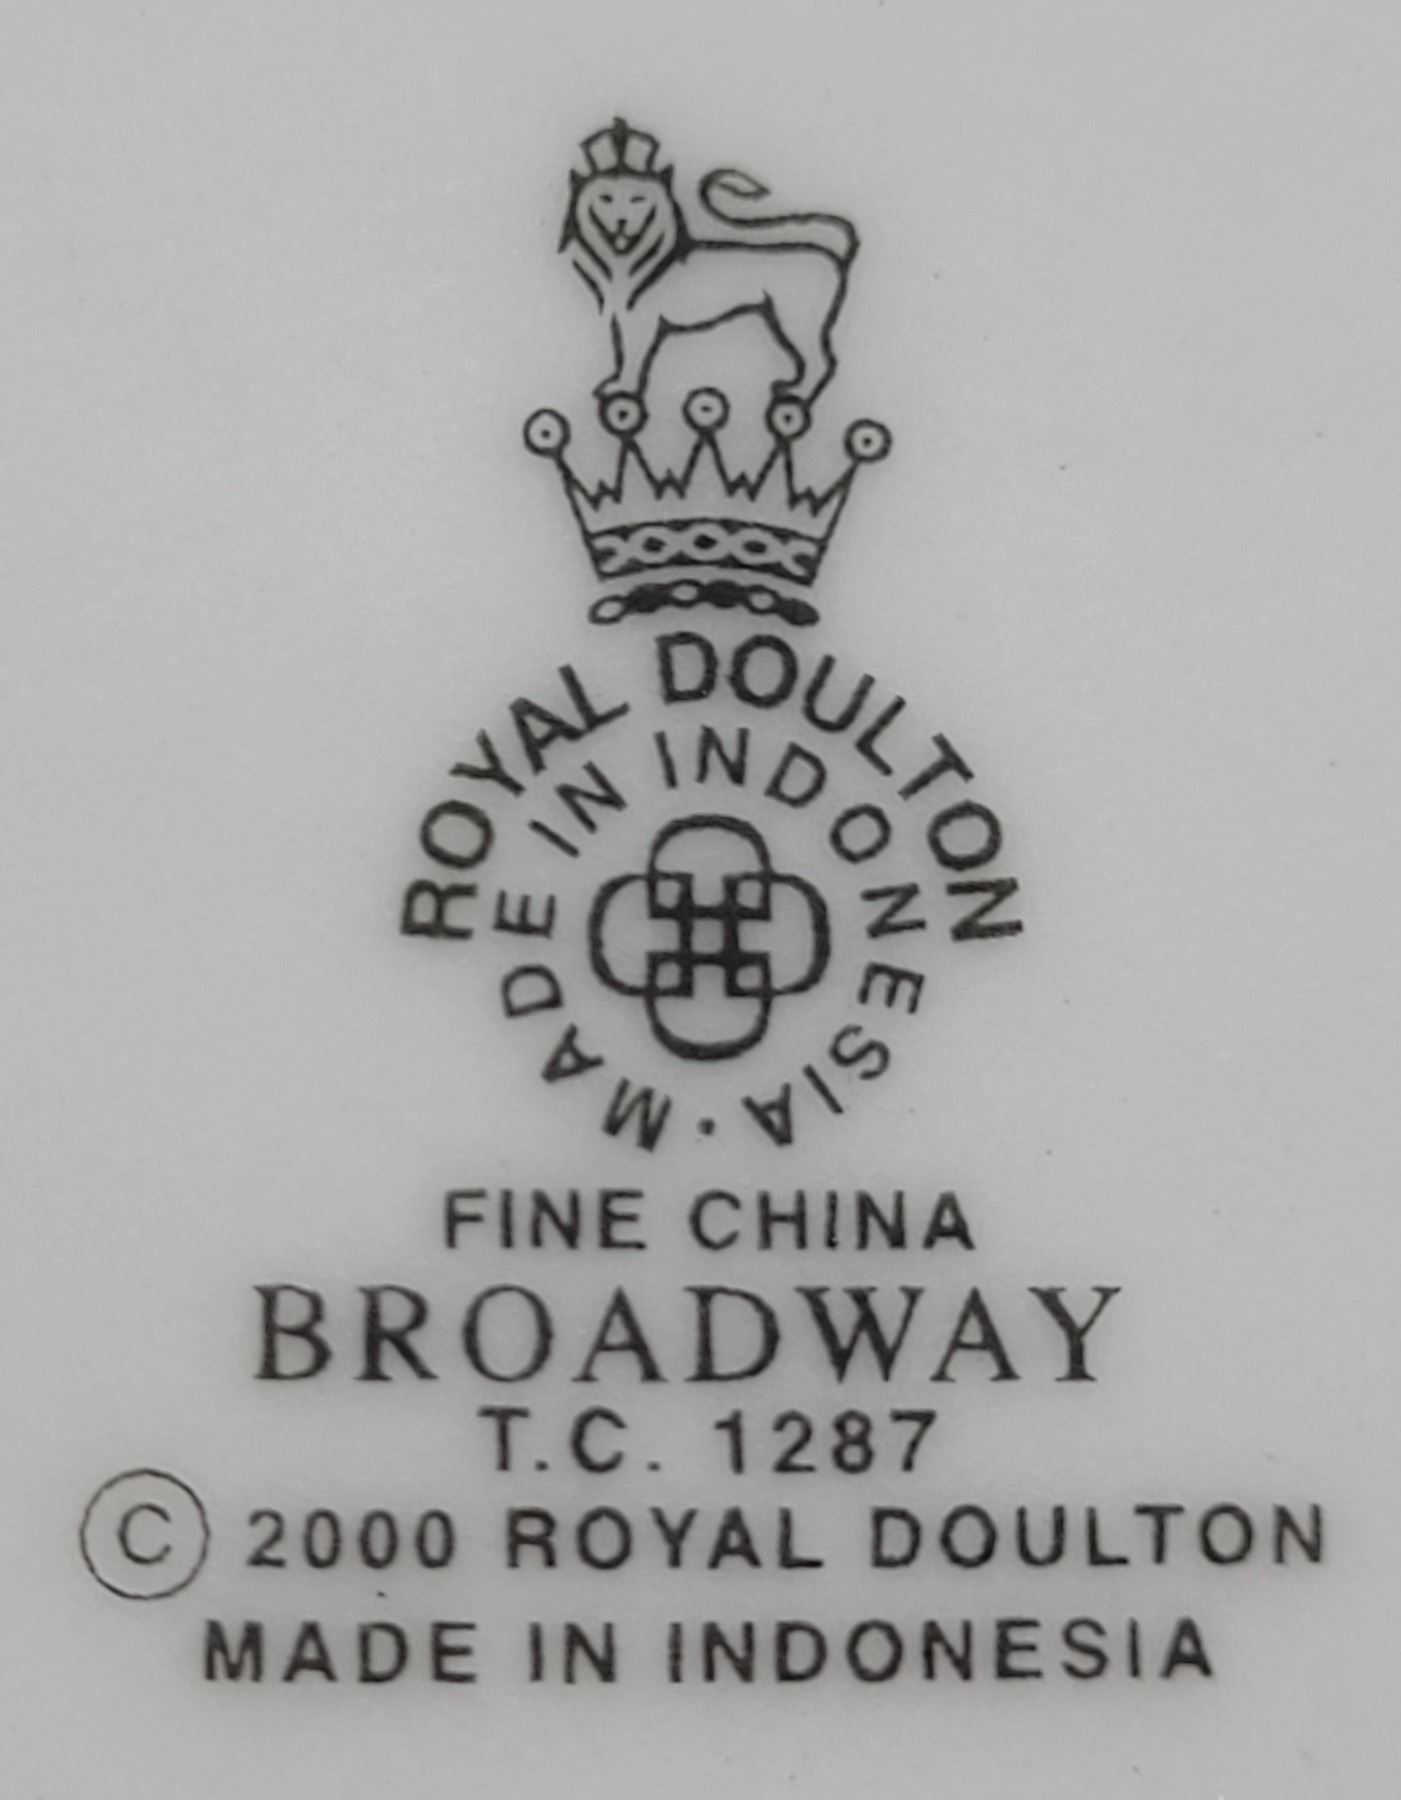 ROYAL DOULTON
MADE IN INDONESIA ·
FINE CHINA
BROADWAY
T.C. 1287
© 2000 ROYAL DOULTON
MADE IN INDONESIA